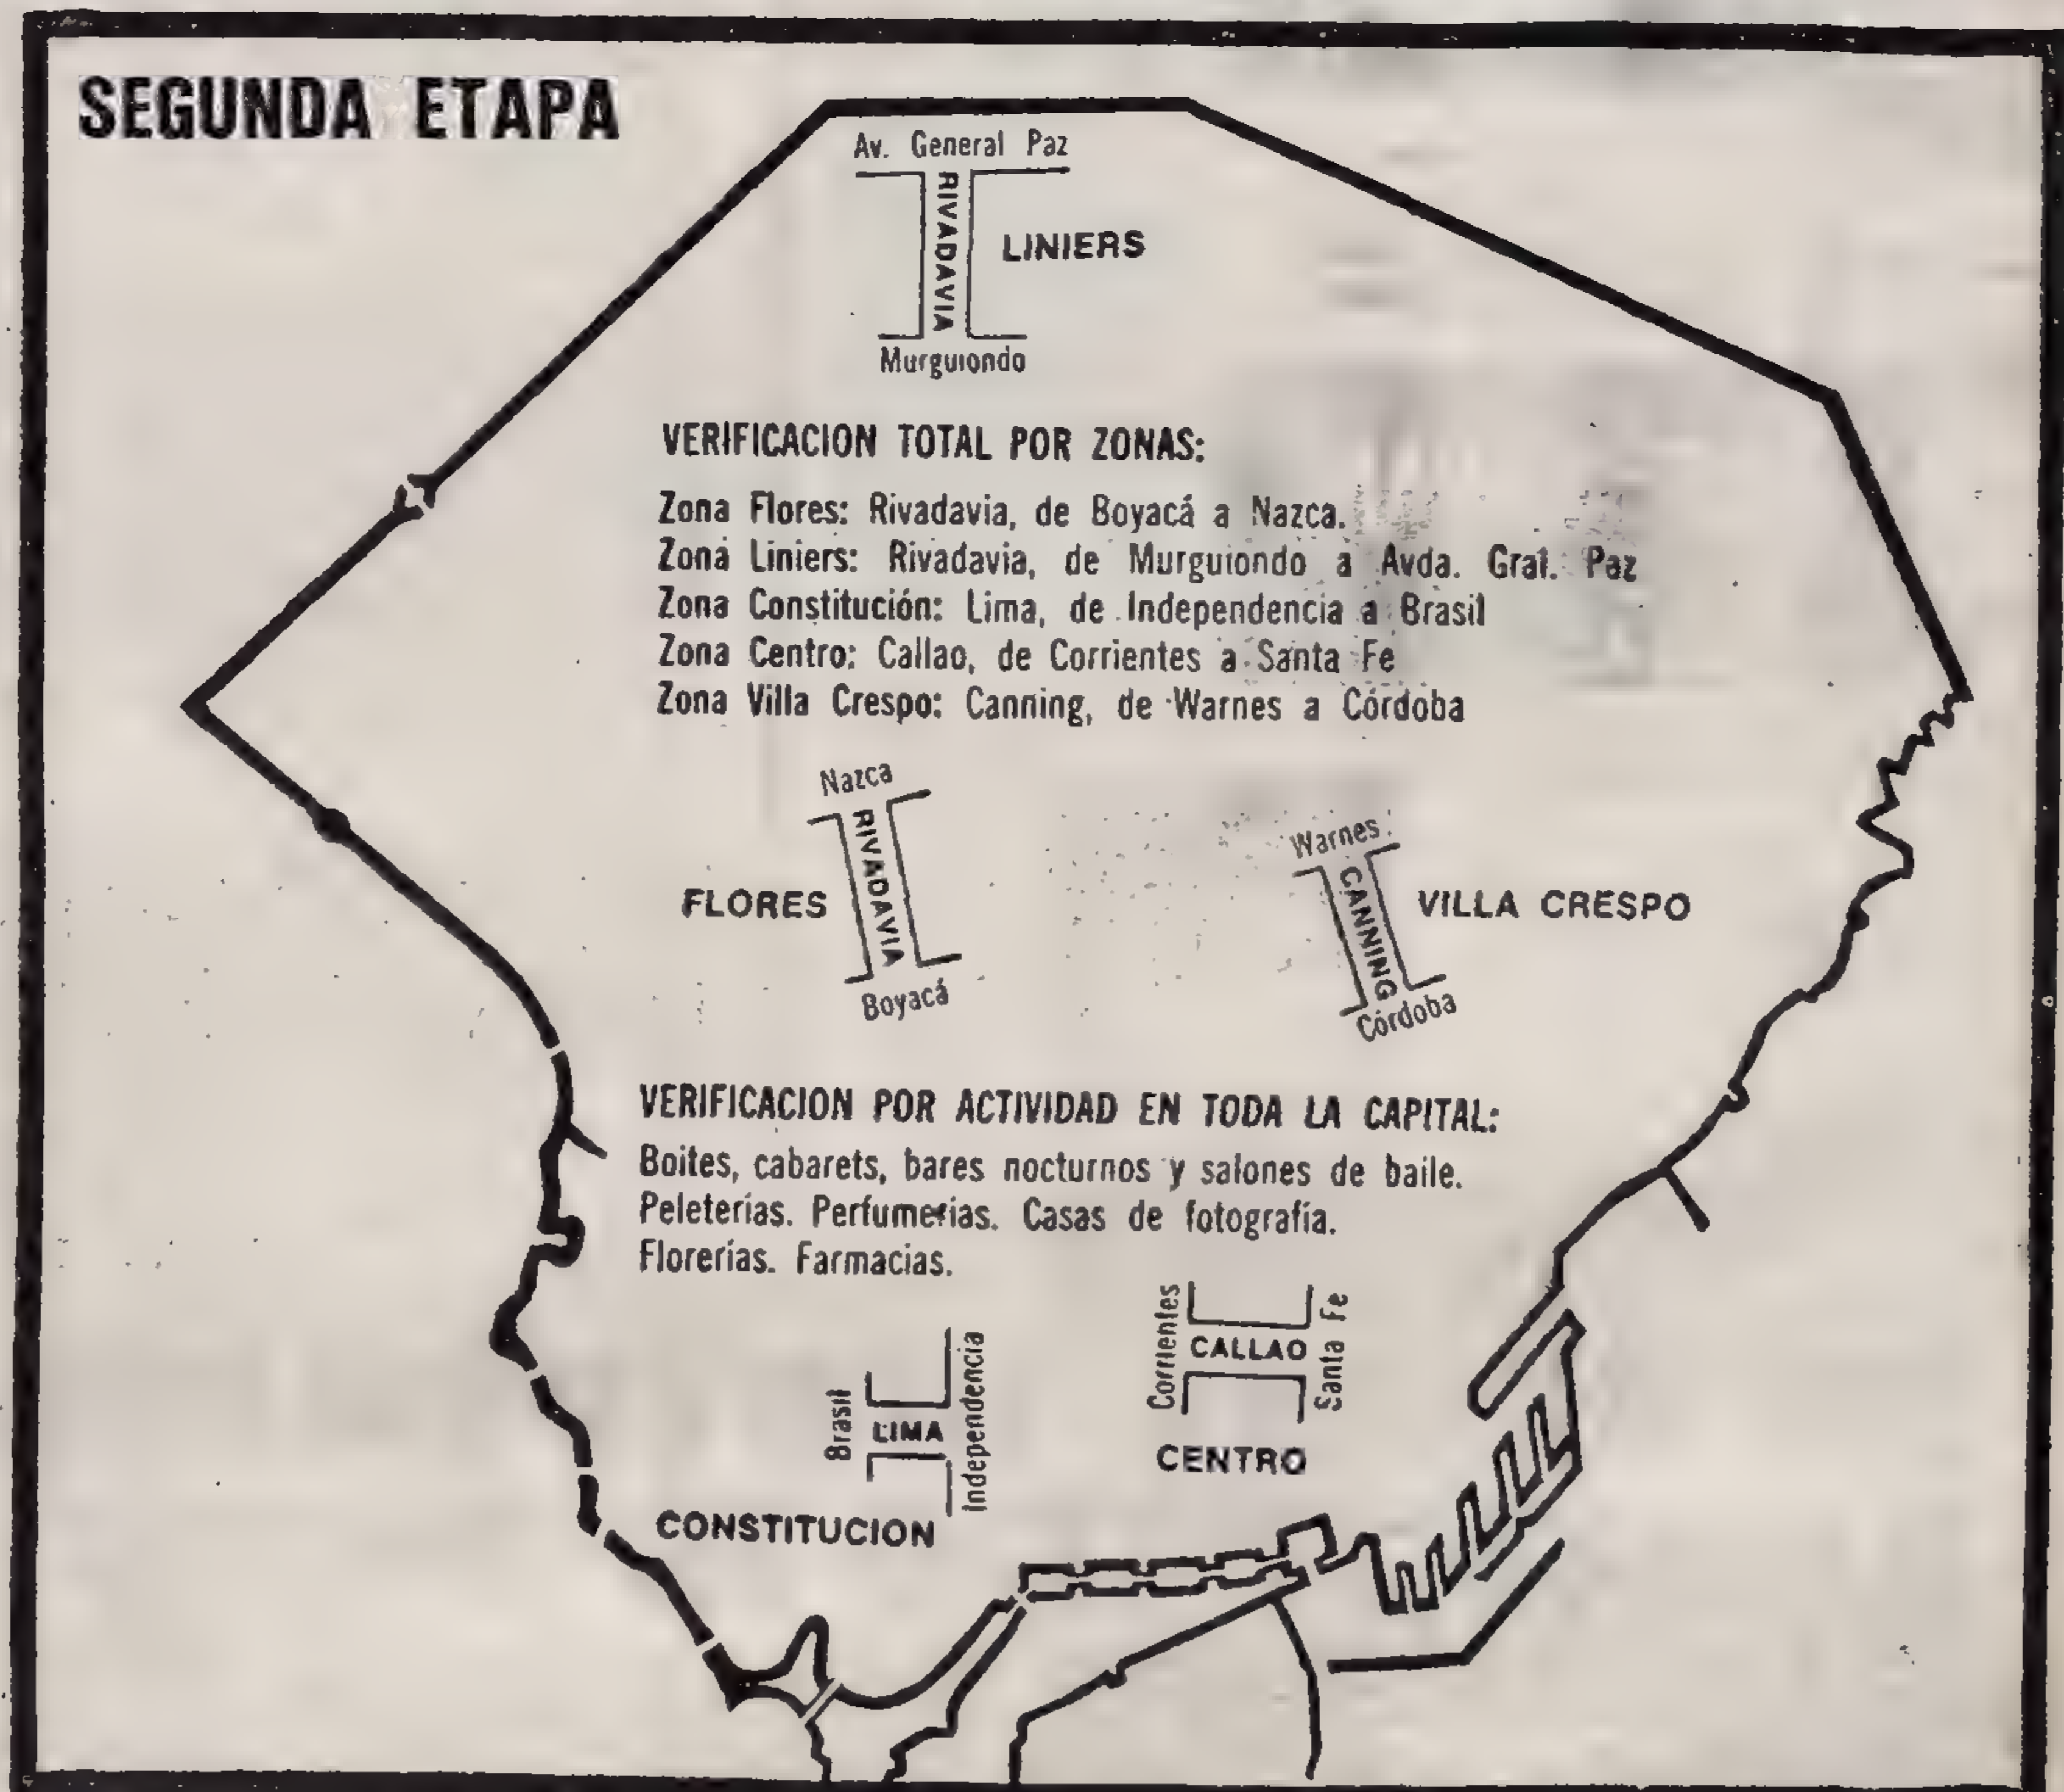 SEGUNDA ETAPA
Av. General Paz
RIVADAVIA
LINIERS
Murguiondo
VERIFICACION TOTAL POR ZONAS:
Zona Flores: Rivadavia, de Boyacá a Nazca.
Zona Liniers: Rivadavia, de Murguiondo a Avda. Gral. Paz
Zona Constitución: Lima, de Independencia a Brasil
Zona Centro: Callao, de Corrientes a Santa Fe
Zona Villa Crespo: Canning, de Warnes a Córdoba
Nazca
RIVADAVIA
FLORES
Boyacá
Warnes
CANNING
VILLA CRESPO
Córdoba
VERIFICACION POR ACTIVIDAD EN TODA LA CAPITAL:
Boites, cabarets, bares nocturnos y salones de baile.
Peleterías. Perfumerias. Casas de fotografía.
Florerías. Farmacias.
Brasil
LIMA
Independencia
CONSTITUCION
Corrientes
CALLAO
Santa Fe
CENTRO